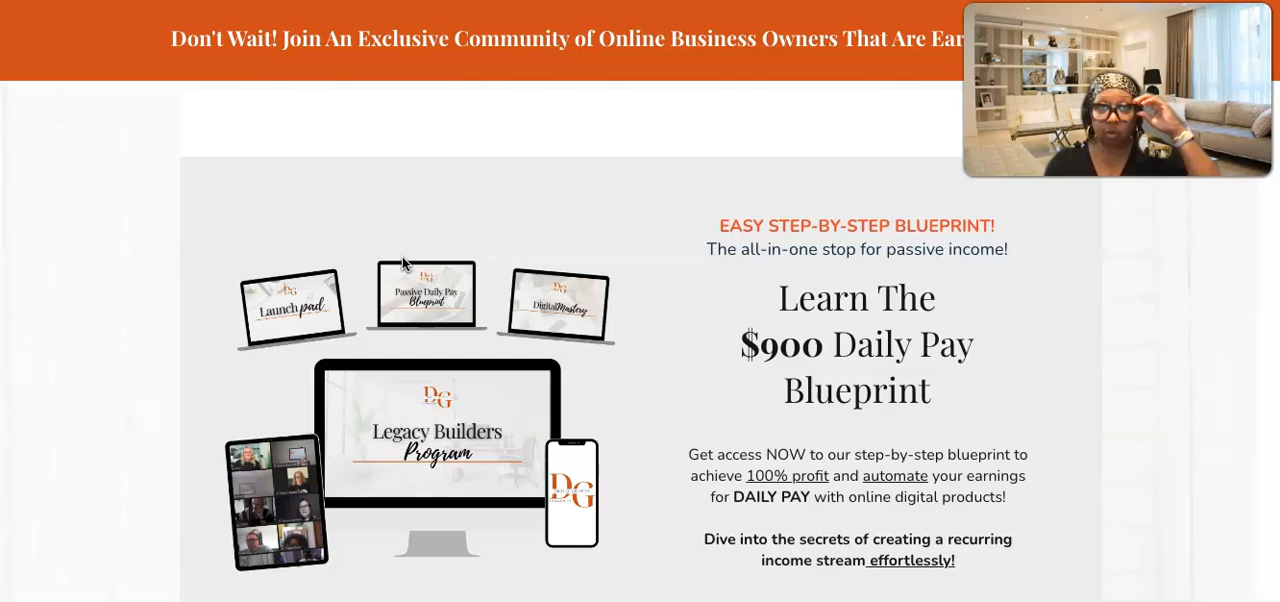 Don't Wait! Join An Exclusive Community of Online Business Owners That Are Ear
EASY STEP-BY-STEP BLUEPRINT!
The all-in-one stop for passive income!
Learn The
$900 Daily Pay
Blueprint
Get access NOW to our step-by-step blueprint to
achieve 100% profit and automate your earnings
for DAILY PAY with online digital products!
Dive into the secrets of creating a recurring
income stream effortlessly!
DG
Launch pad
DG
Passive Daily Pay
Blueprint
DG
Digital Mastery
DG
Legacy Builders
Program
DG